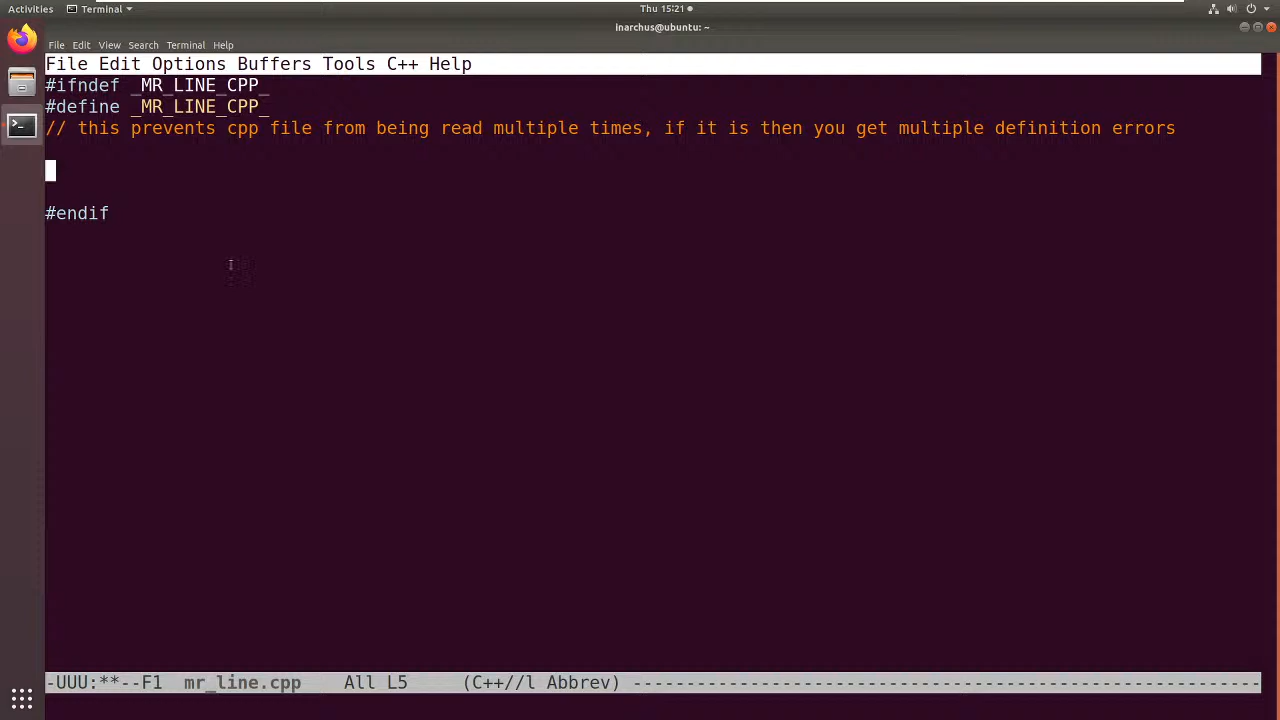 Activities Terminal Thu 15:21
inarchus@ubuntu: ~
File Edit View Search Terminal Help
File Edit Options Buffers Tools C++ Help
#ifndef _MR_LINE_CPP_
#define _MR_LINE_CPP_
// this prevents cpp file from being read multiple times, if it is then you get multiple definition errors
#endif
-UUU:**--F1 mr_line.cpp All L5 (C++//l Abbrev) -----------------------------------------------------------